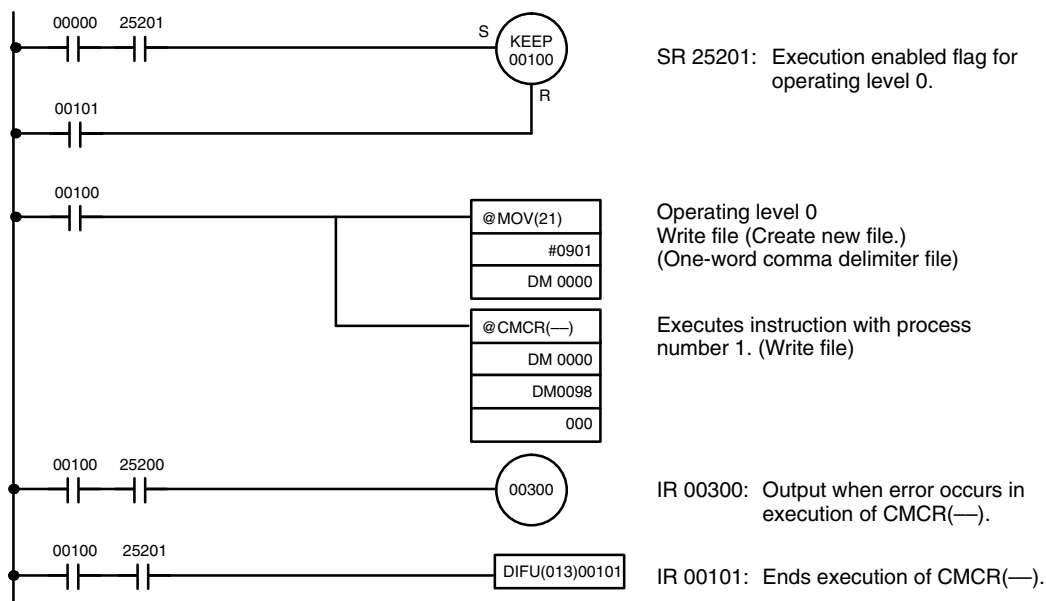 00000 25201
S KEEP 00100
R
SR 25201: Execution enabled flag for
operating level 0.
00101
00100
@MOV(21)
#0901
DM 0000
Operating level 0
Write file (Create new file.)
(One-word comma delimiter file)
@CMCR(––)
DM 0000
DM0098
000
Executes instruction with process
number 1. (Write file)
00100 25200
00300
IR 00300: Output when error occurs in
execution of CMCR(––).
00100 25201
DIFU(013)00101
IR 00101: Ends execution of CMCR(––).